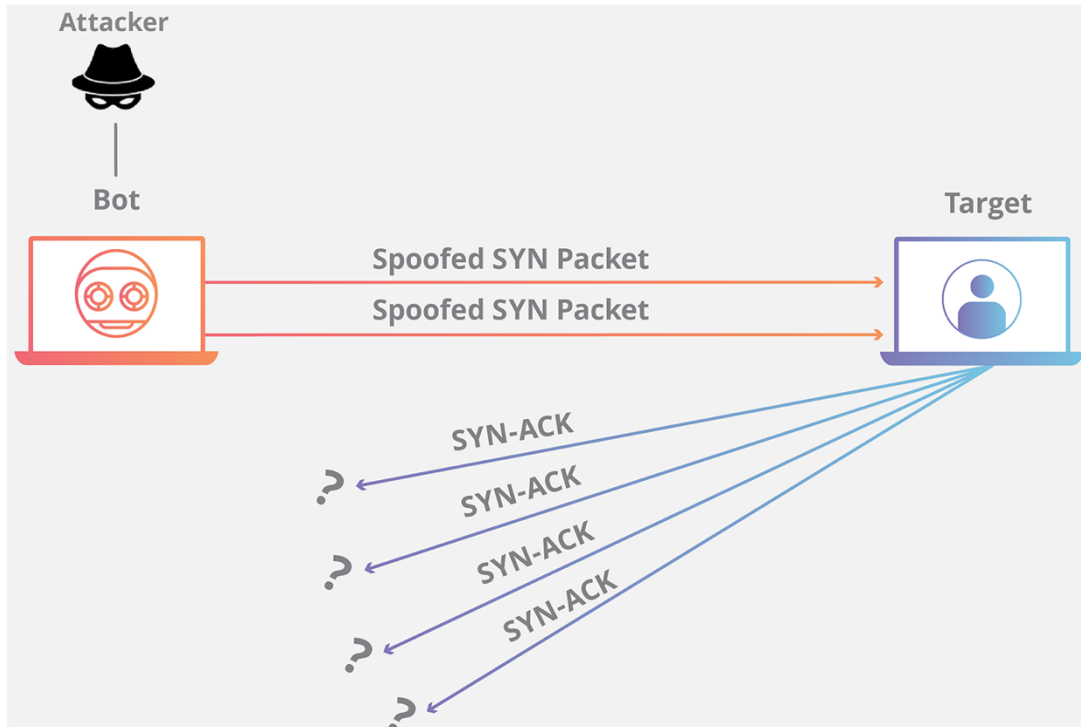 Attacker
Bot
Target
Spoofed SYN Packet
Spoofed SYN Packet
SYN-ACK
?
SYN-ACK
?
SYN-ACK
?
SYN-ACK
?